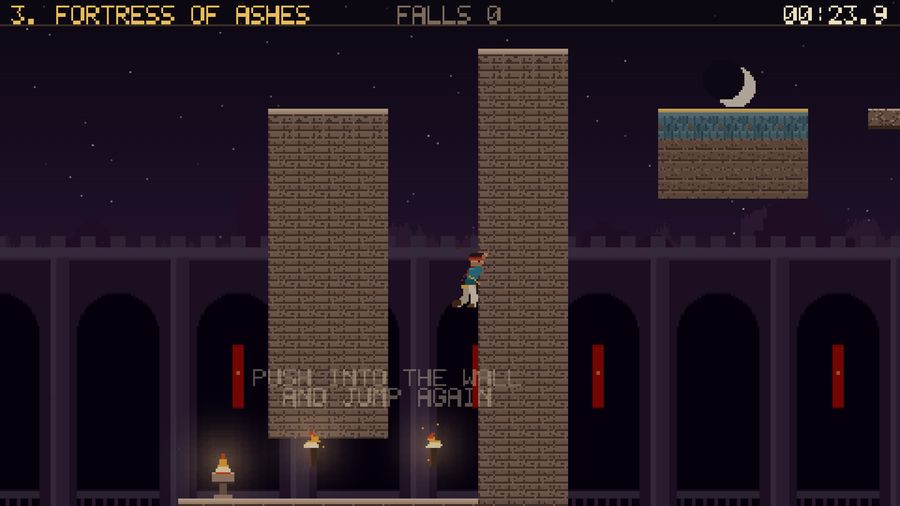 3. FORTRESS OF ASHES
FALLS 0
00:23.9
PUSH INTO THE WALL
AND JUMP AGAIN.